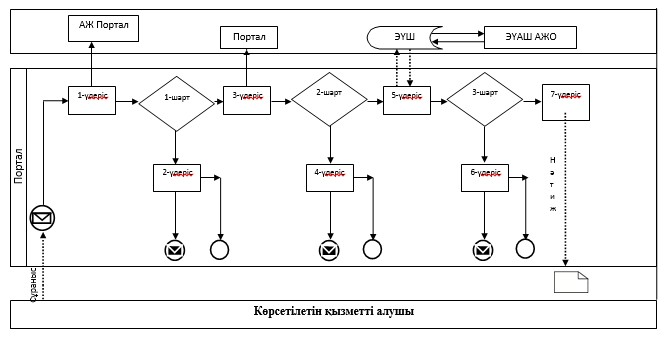 АЖ Портал
Портал
ЭҮШ
ЭҮАШ АЖО
Портал
1-үдеріс
1-шарт
3-үдеріс
2-шарт
5-үдеріс
3-шарт
7-үдеріс
2-үдеріс
4-үдеріс
6-үдеріс
Нәтиж
Сұраныс
Көрсетілетін қызметті алушы